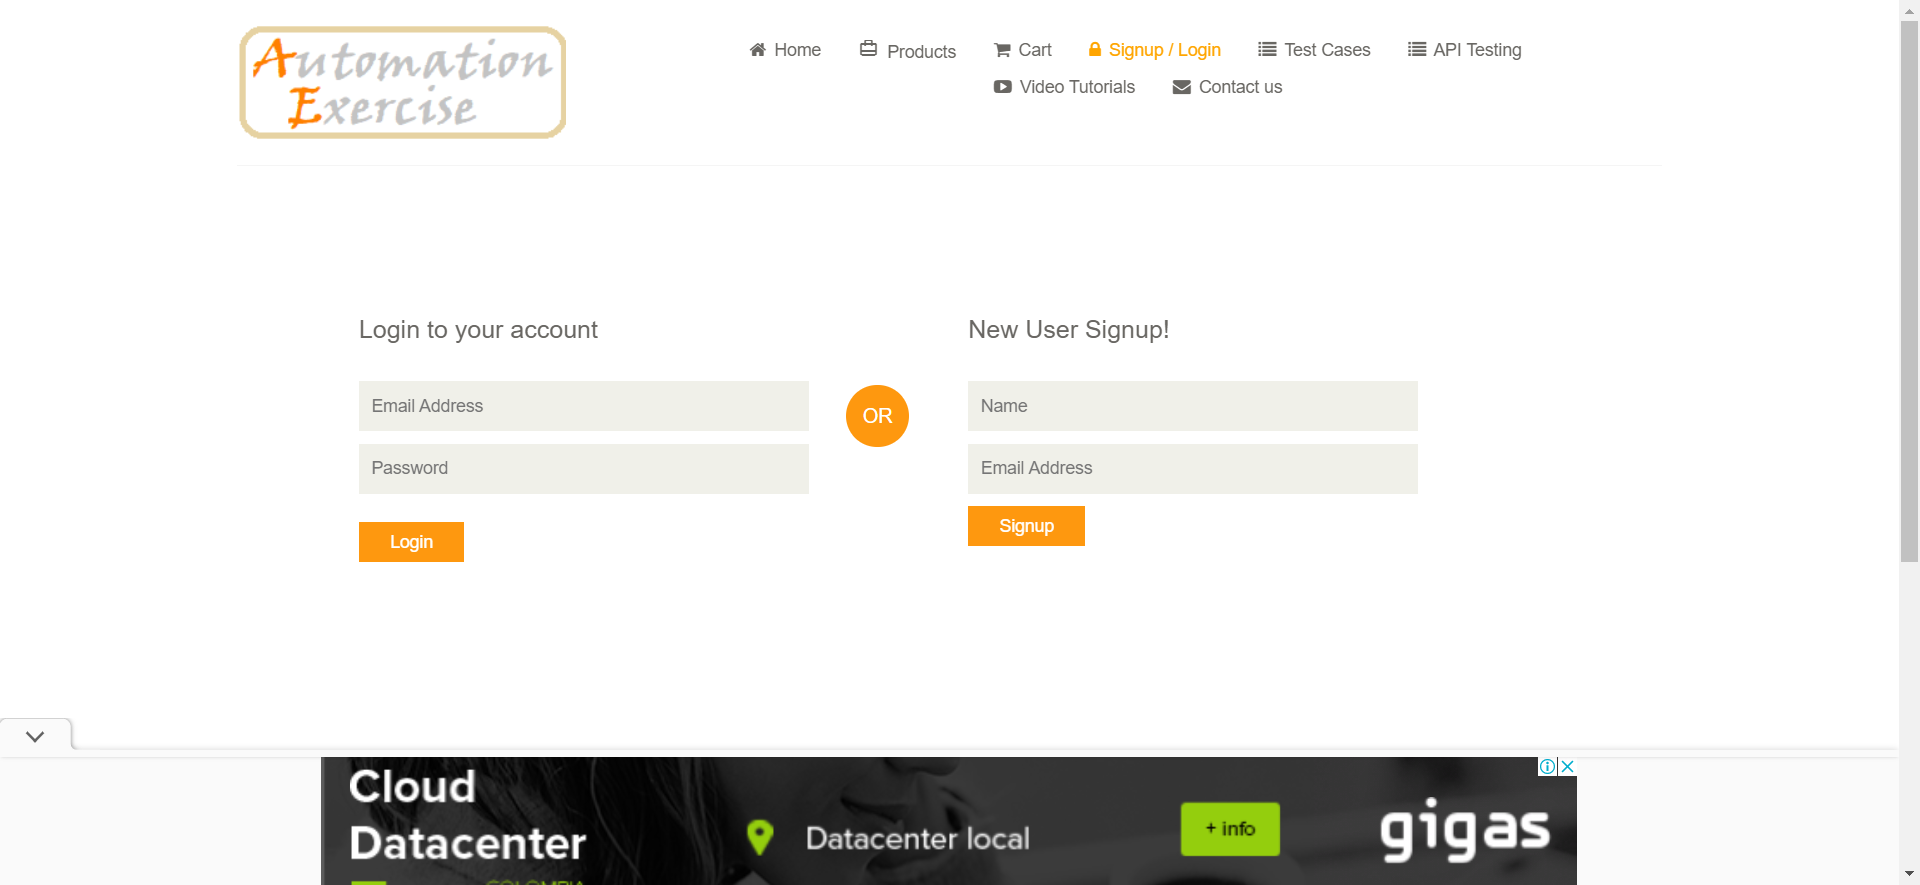 Automation
Exercise
Home
Products
Cart
Signup / Login
Test Cases
API Testing
Video Tutorials
Contact us
Login to your account
Email Address
Password
Login
OR
New User Signup!
Name
Email Address
Signup
Cloud
Datacenter
COLOMBIA
Datacenter local
+ info
gigas